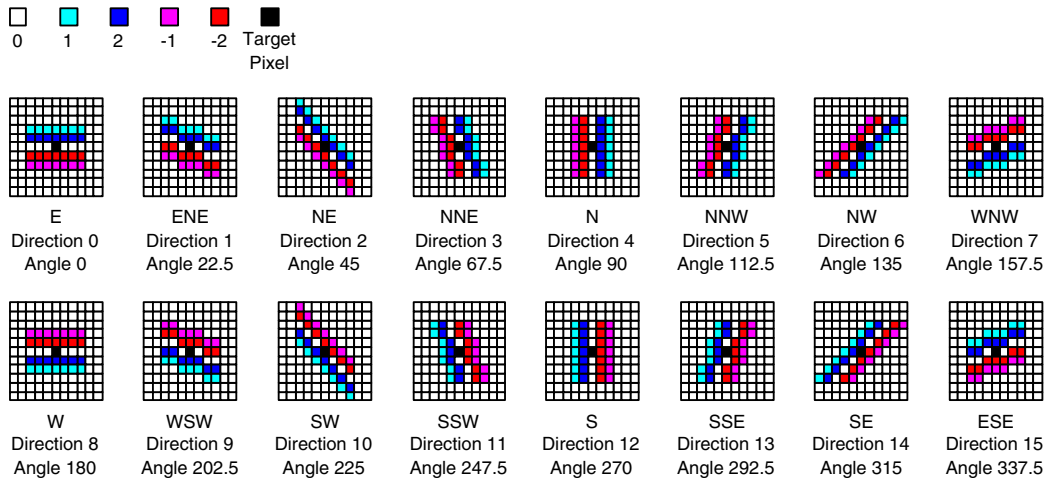 0 1 2 -1 -2 Target
Pixel
E ENE NE NNE N NNW NW WNW
Direction 0 Direction 1 Direction 2 Direction 3 Direction 4 Direction 5 Direction 6 Direction 7
Angle 0 Angle 22.5 Angle 45 Angle 67.5 Angle 90 Angle 112.5 Angle 135 Angle 157.5
W WSW SW SSW S SSE SE ESE
Direction 8 Direction 9 Direction 10 Direction 11 Direction 12 Direction 13 Direction 14 Direction 15
Angle 180 Angle 202.5 Angle 225 Angle 247.5 Angle 270 Angle 292.5 Angle 315 Angle 337.5